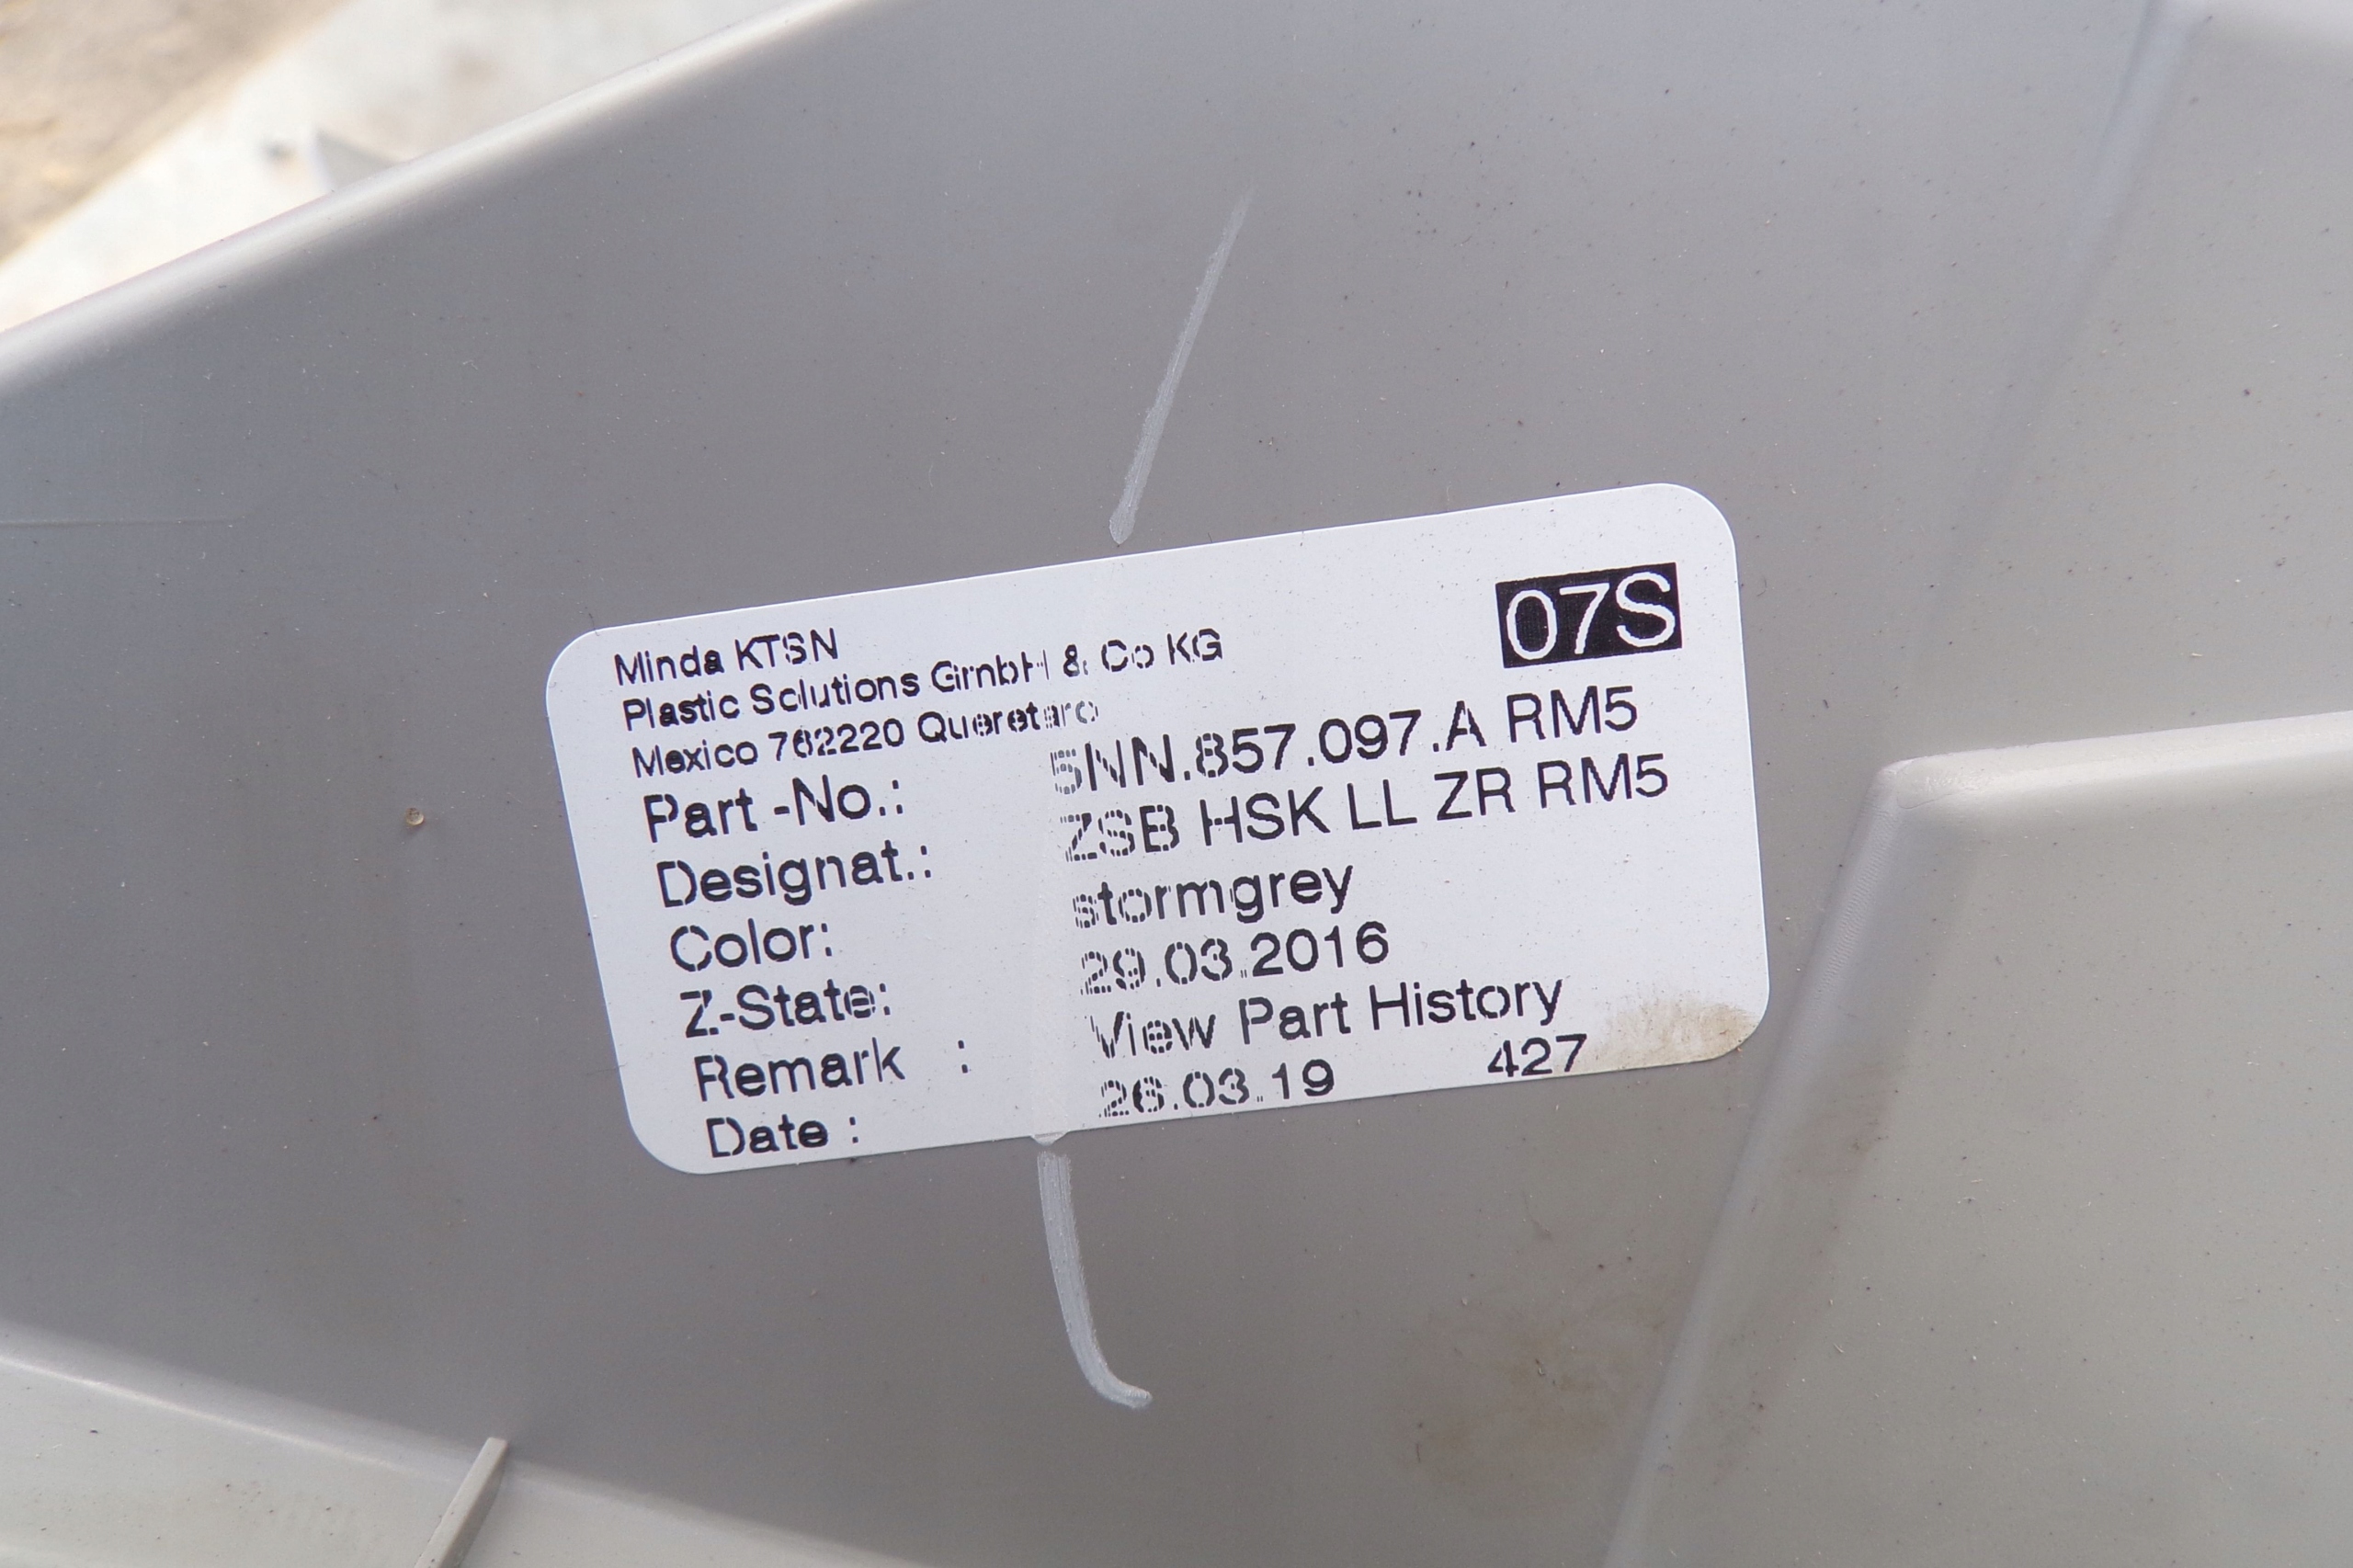 07S
Minda KTSN
Plastic Solutions GmbH & Co KG
Mexico 762220 Queretaro
Part -No.: 5NN.857.097.A RM5
Designat.: ZSB HSK LL ZR RM5
Color: stormgrey
Z-State: 29.03.2016
Remark : View Part History
Date : 26.03.19 427